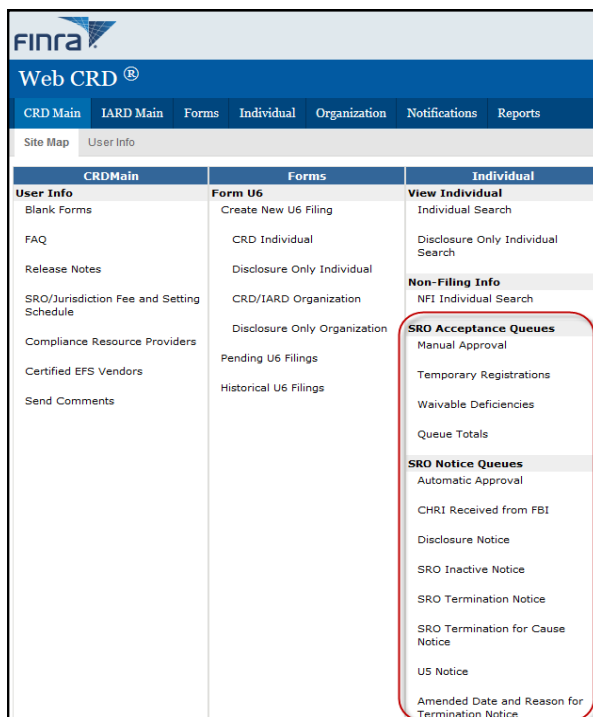 Finra
Web CRD ®
CRD Main IARD Main Forms Individual Organization Notifications Reports
Site Map User Info
CRDMain
User Info
Blank Forms
FAQ
Release Notes
SRO/Jurisdiction Fee and Setting
Schedule
Compliance Resource Providers
Certified EFS Vendors
Send Comments
Forms
Form U6
Create New U6 Filing
CRD Individual
Disclosure Only Individual
CRD/IARD Organization
Disclosure Only Organization
Pending U6 Filings
Historical U6 Filings
Individual
View Individual
Individual Search
Disclosure Only Individual
Search
Non-Filing Info
NFI Individual Search
SRO Acceptance Queues
Manual Approval
Temporary Registrations
Waivable Deficiencies
Queue Totals
SRO Notice Queues
Automatic Approval
CHRI Received from FBI
Disclosure Notice
SRO Inactive Notice
SRO Termination Notice
SRO Termination for Cause
Notice
U5 Notice
Amended Date and Reason for
Termination Notice